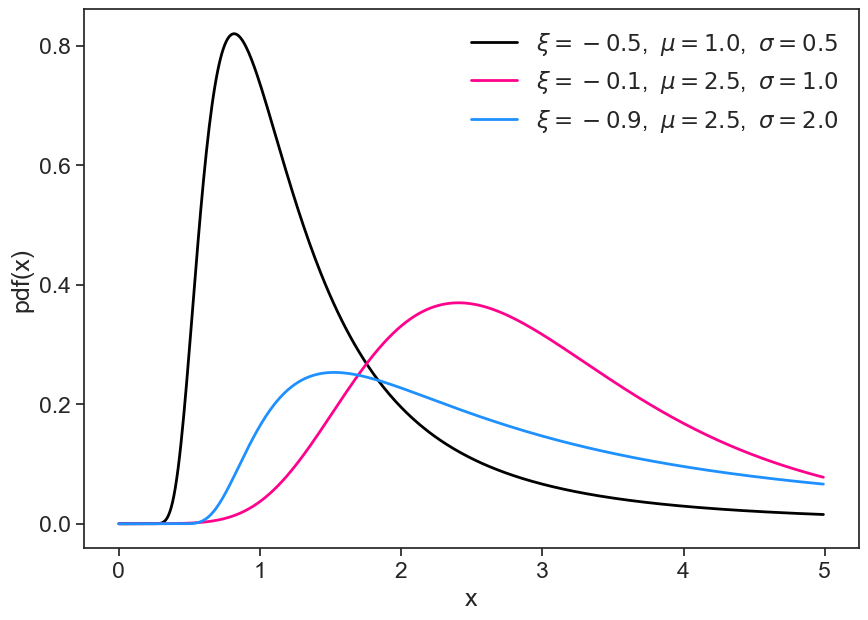 ξ = −0.5, μ = 1.0, σ = 0.5
ξ = −0.1, μ = 2.5, σ = 1.0
ξ = −0.9, μ = 2.5, σ = 2.0
pdf(x)
0.8
0.6
0.4
0.2
0.0
0 1 2 3 4 5
x